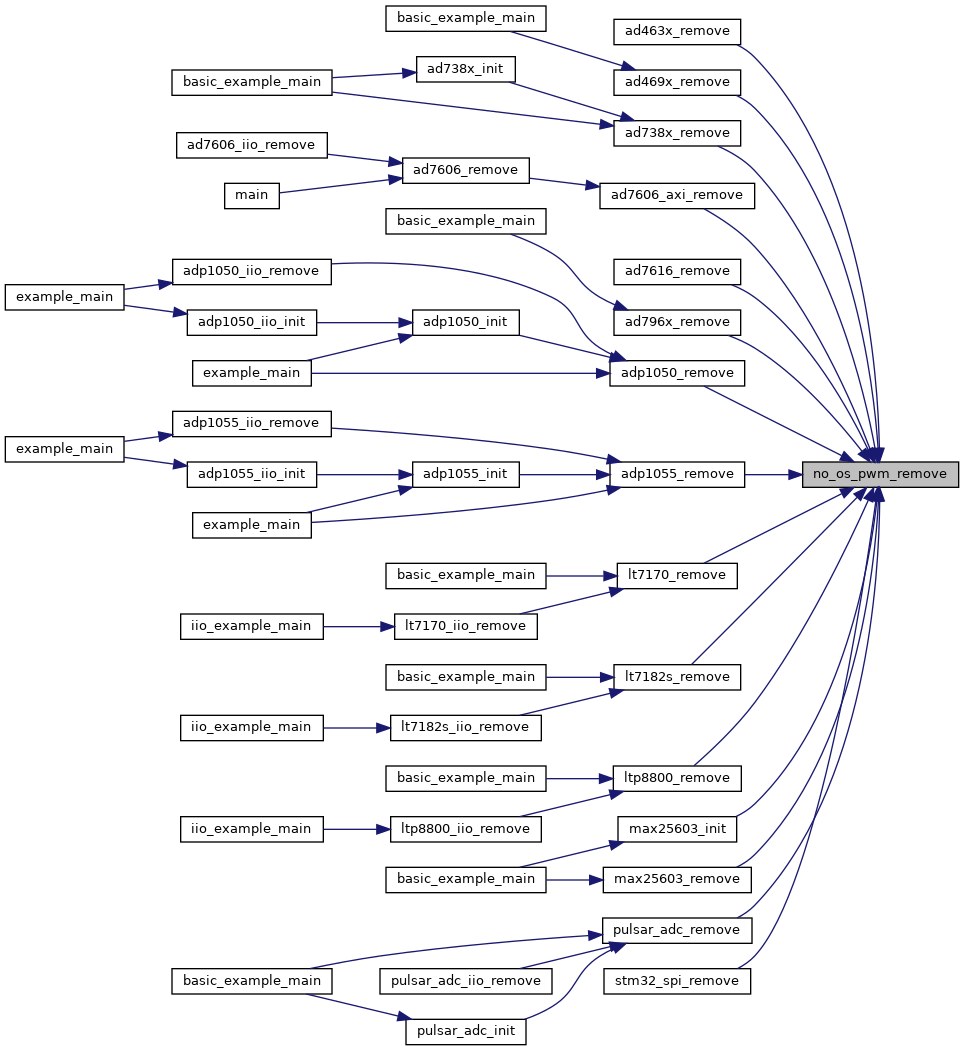 basic_example_main
ad463x_remove
ad738x_init
basic_example_main
ad469x_remove
ad738x_remove
ad7606_iio_remove
ad7606_remove
main
ad7606_axi_remove
basic_example_main
adp1050_iio_remove
ad7616_remove
example_main
adp1050_iio_init
adp1050_init
ad796x_remove
example_main
adp1050_remove
adp1055_iio_remove
example_main
adp1055_iio_init
adp1055_init
adp1055_remove
no_os_pwm_remove
example_main
basic_example_main
lt7170_remove
iio_example_main
lt7170_iio_remove
basic_example_main
lt7182s_remove
iio_example_main
lt7182s_iio_remove
basic_example_main
ltp8800_remove
iio_example_main
ltp8800_iio_remove
max25603_init
basic_example_main
max25603_remove
pulsar_adc_remove
basic_example_main
pulsar_adc_iio_remove
stm32_spi_remove
pulsar_adc_init